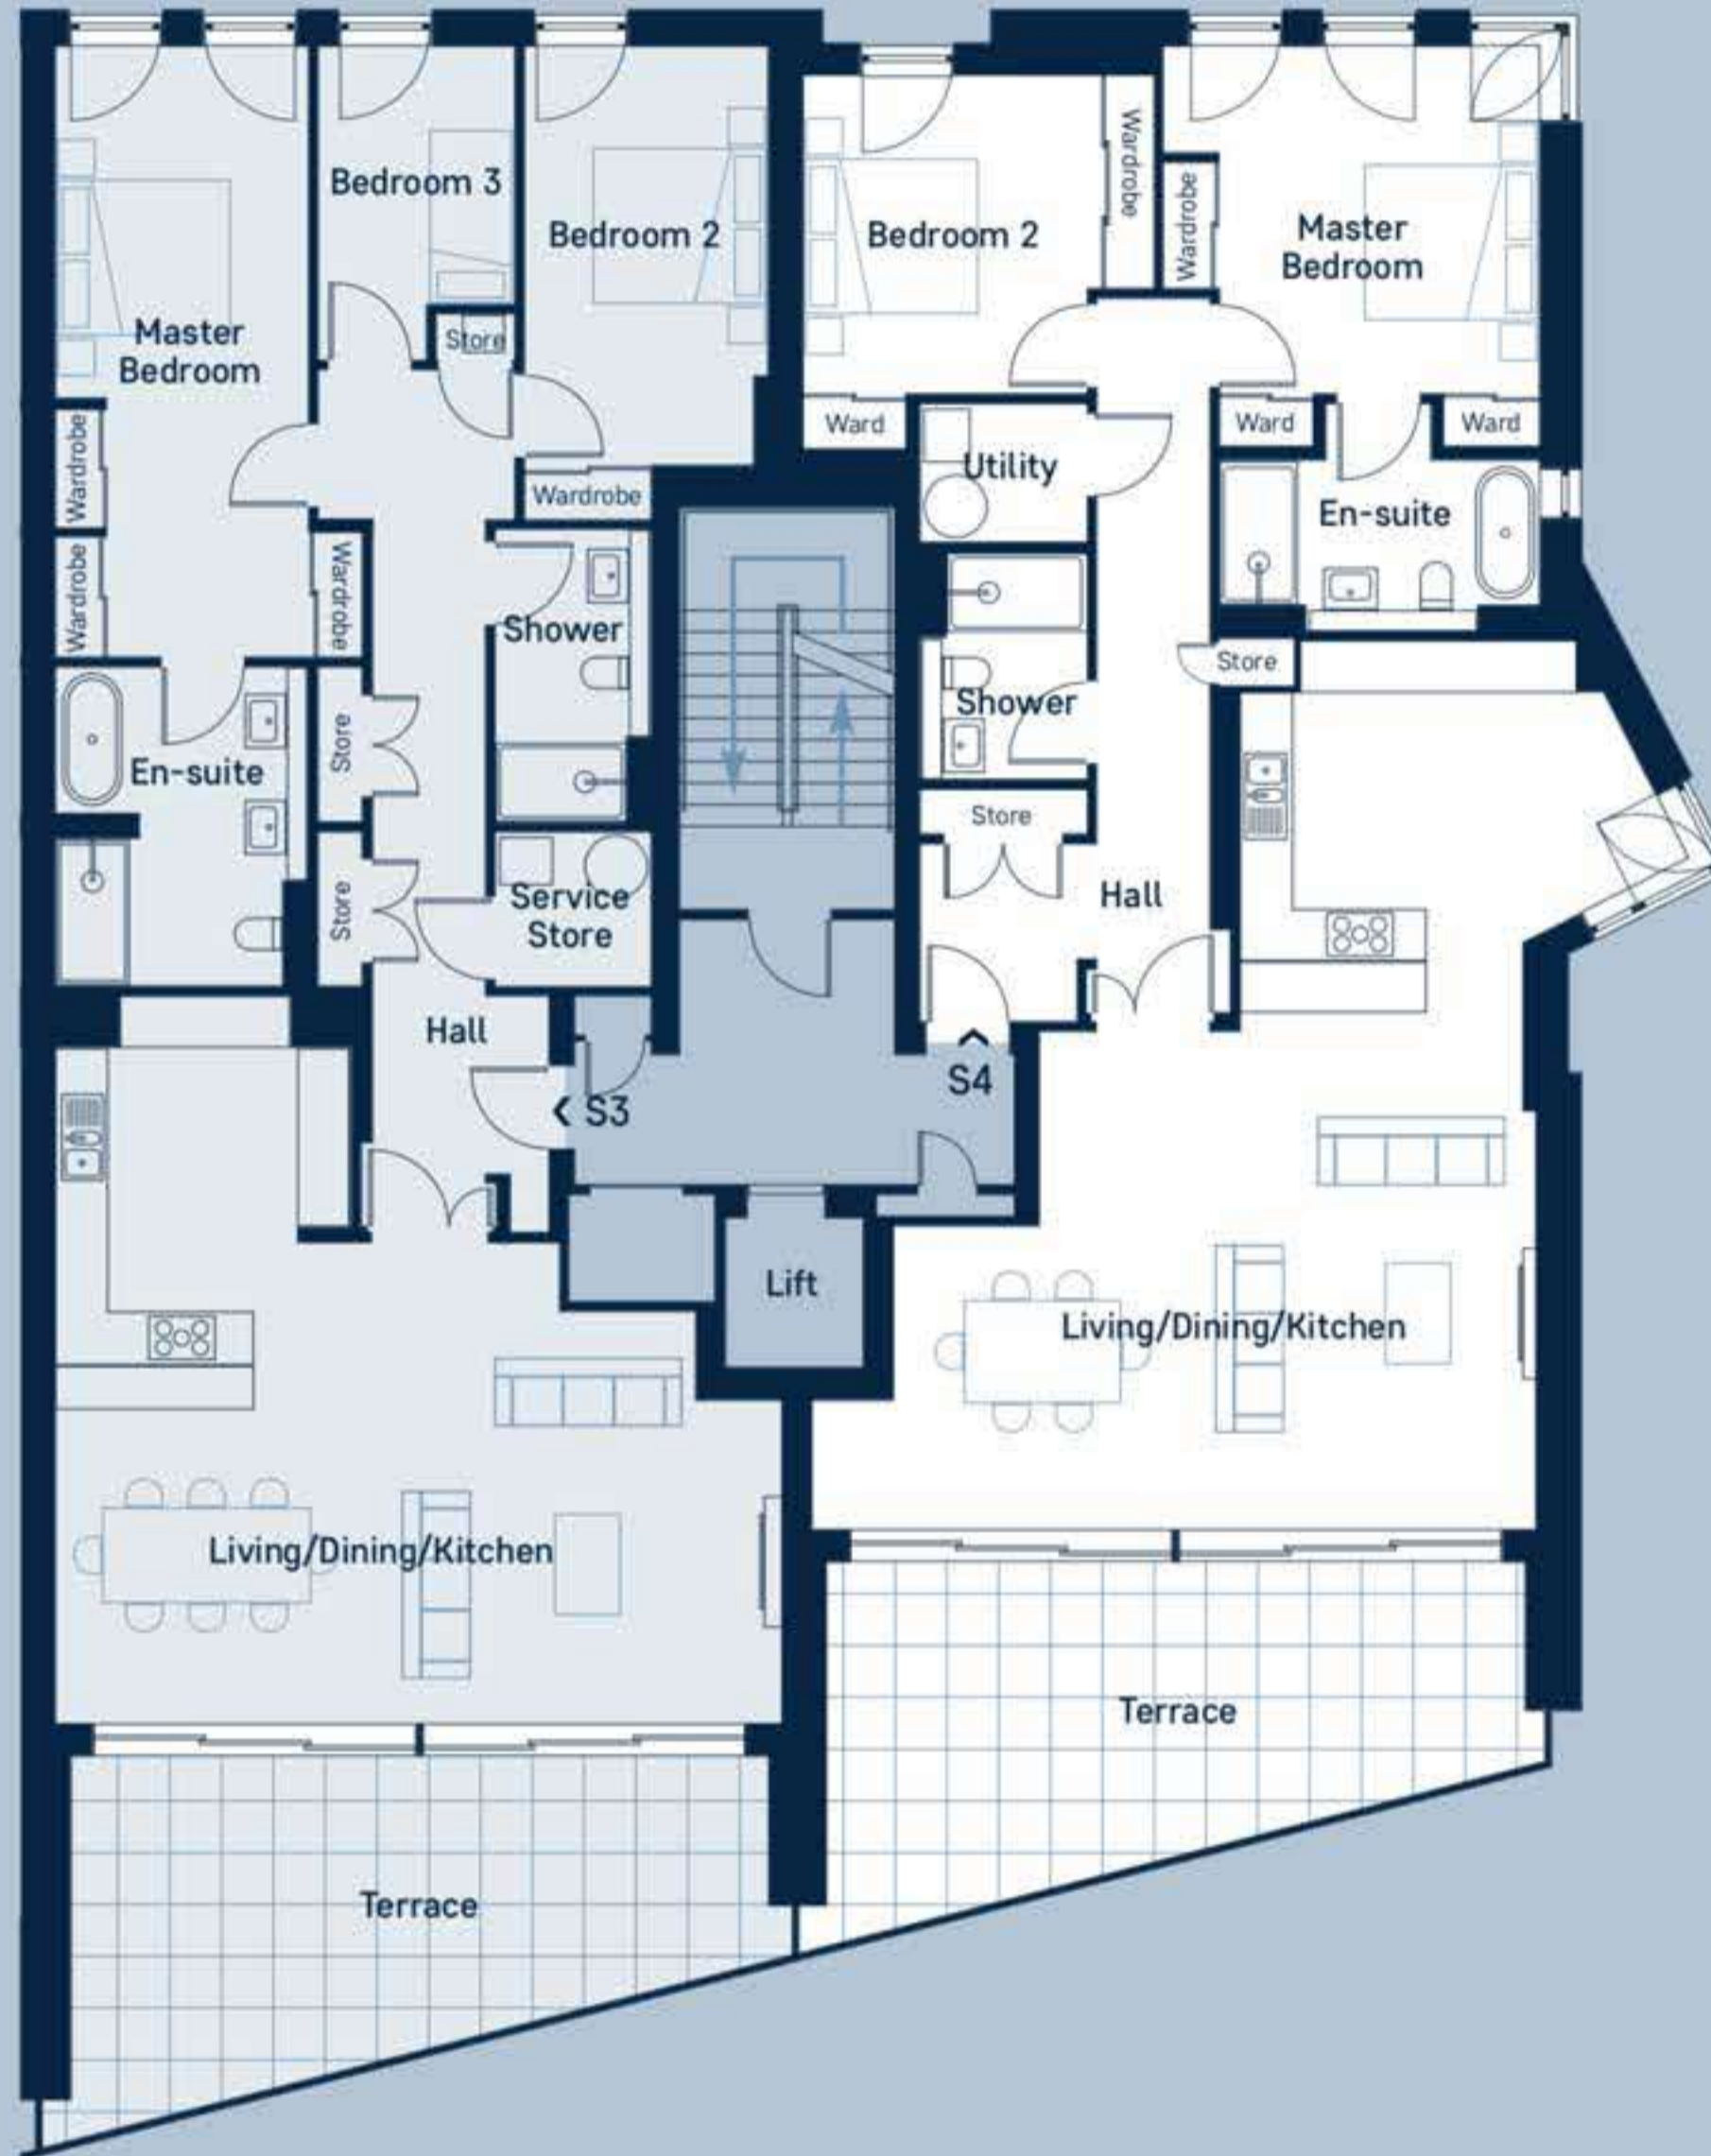 Bedroom 3
Bedroom 2
Master
Bedroom
Store
Wardrobe
Wardrobe
Wardrobe
Wardrobe
Shower
En-suite
Store
Store
Service
Store
Hall
S3
Living/Dining/Kitchen
Terrace
Lift
Bedroom 2
Wardrobe
Wardrobe
Master
Bedroom
Ward
Ward
Ward
Utility
En-suite
Store
Shower
Store
Hall
S4
Living/Dining/Kitchen
Terrace